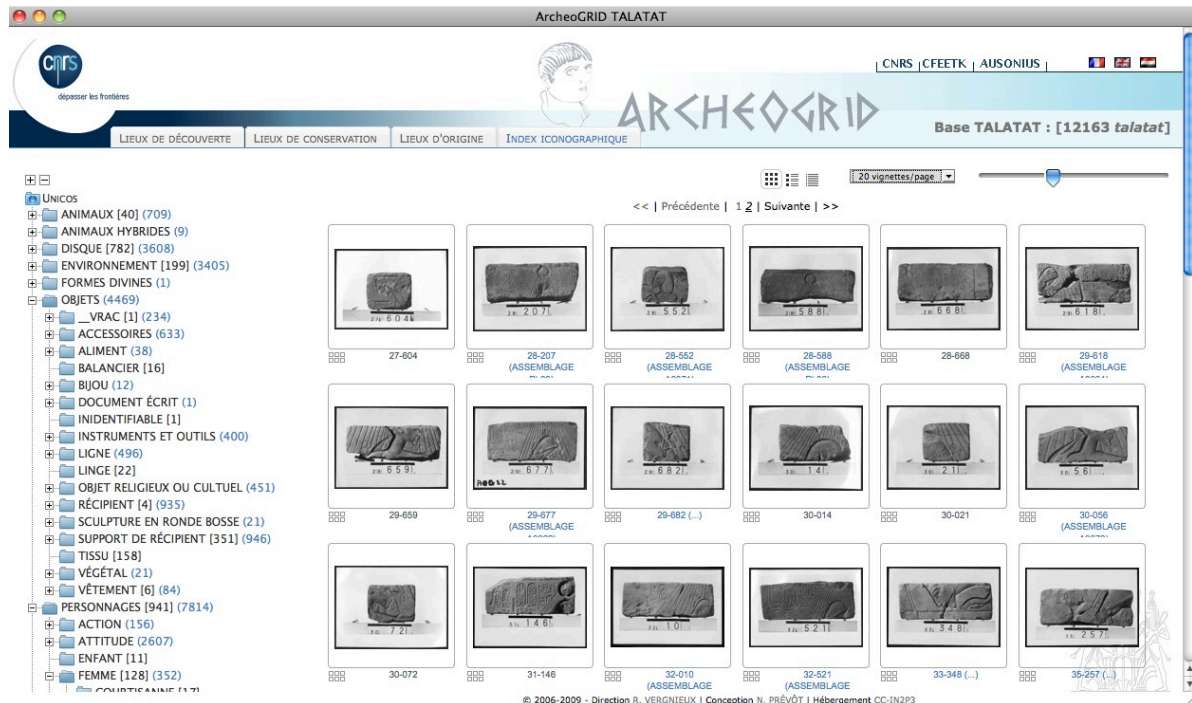 ArcheoGRID TALATAT
cnrs
dépasser les frontières
| CNRS | CFEETK | AUSONIUS |
ARCHEOGRID
Base TALATAT : [12163 talatat]
LIEUX DE DÉCOUVERTE
LIEUX DE CONSERVATION
LIEUX D'ORIGINE
INDEX ICONOGRAPHIQUE
20 vignettes/page
<< | Précédente | 1 2 | Suivante | >>
UNICOS
ANIMAUX [40] (709)
ANIMAUX HYBRIDES (9)
DISQUE [782] (3608)
ENVIRONNEMENT [199] (3405)
FORMES DIVINES (1)
OBJETS (4469)
__VRAC [1] (234)
ACCESSOIRES (633)
ALIMENT (38)
BALANCIER [16]
BIJOU (12)
DOCUMENT ÉCRIT (1)
INIDENTIFIABLE [1]
INSTRUMENTS ET OUTILS (400)
LIGNE (496)
LINGE [22]
OBJET RELIGIEUX OU CULTUEL (451)
RÉCIPIENT [4] (935)
SCULPTURE EN RONDE BOSSE (21)
SUPPORT DE RÉCIPIENT [351] (946)
TISSU [158]
VÉGÉTAL (21)
VÊTEMENT [6] (84)
PERSONNAGES [941] (7814)
ACTION (156)
ATTITUDE (2607)
ENFANT [11]
FEMME [128] (352)
COURTISANNE [17]
27-604
28-207
(ASSEMBLAGE
28-552
(ASSEMBLAGE
28-588
(ASSEMBLAGE
28-668
29-618
(ASSEMBLAGE
29-659
29-677
(ASSEMBLAGE
29-682 (...)
30-014
30-021
30-056
(ASSEMBLAGE
30-072
31-146
32-010
(ASSEMBLAGE
32-521
(ASSEMBLAGE
33-348 (...)
35-257 (...)
© 2006-2009 - Direction R. VERGNIEUX | Conception N. PRÉVÔT | Hébergement CC-IN2P3